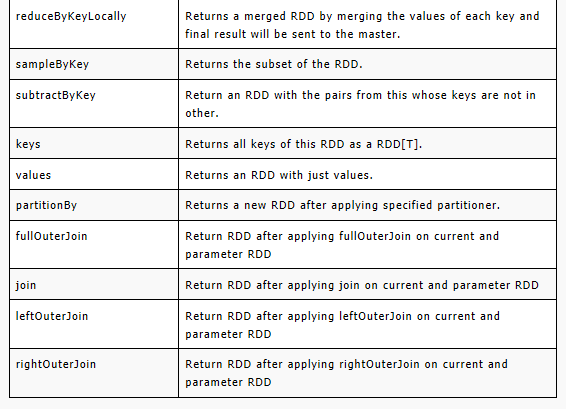 reduceByKeyLocally
Returns a merged RDD by merging the values of each key and
final result will be sent to the master.
sampleByKey
Returns the subset of the RDD.
subtractByKey
Return an RDD with the pairs from this whose keys are not in
other.
keys
Returns all keys of this RDD as a RDD[T].
values
Returns an RDD with just values.
partitionBy
Returns a new RDD after applying specified partitioner.
fullOuterJoin
Return RDD after applying fullOuterJoin on current and
parameter RDD
join
Return RDD after applying join on current and parameter RDD
leftOuterJoin
Return RDD after applying leftOuterJoin on current and
parameter RDD
rightOuterJoin
Return RDD after applying rightOuterJoin on current and
parameter RDD